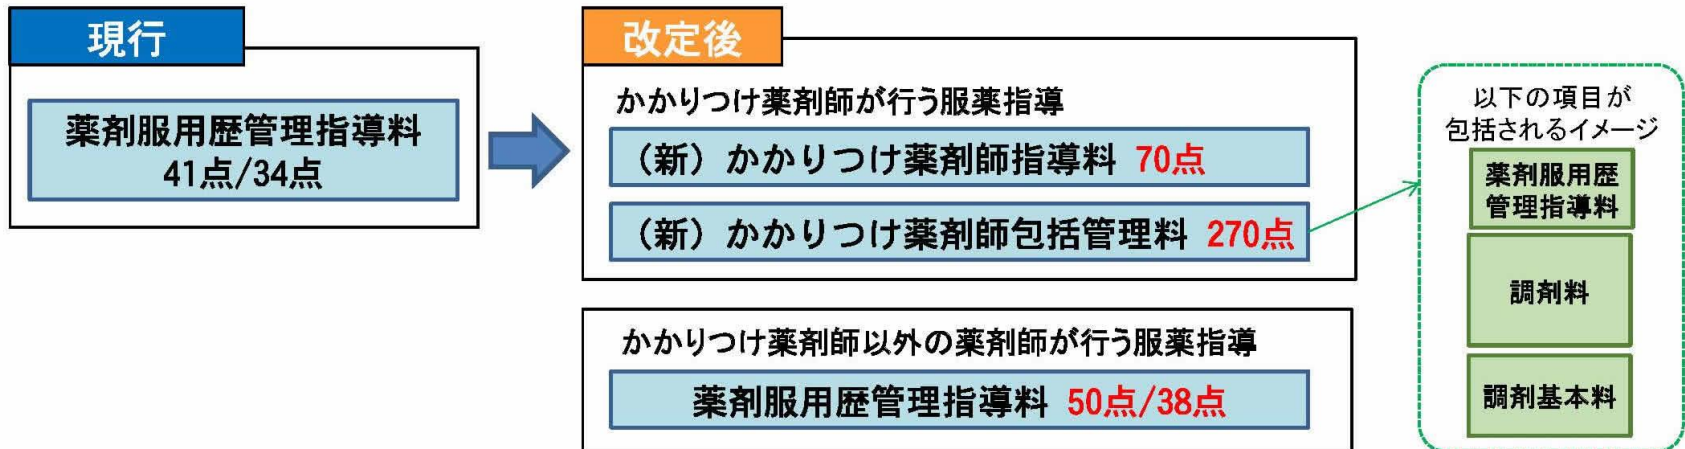 現行
薬剤服用歴管理指導料
41点/34点
改定後
かかりつけ薬剤師が行う服薬指導
（新）かかりつけ薬剤師指導料 70点
（新）かかりつけ薬剤師包括管理料 270点
かかりつけ薬剤師以外の薬剤師が行う服薬指導
薬剤服用歴管理指導料 50点/38点
以下の項目が
包括されるイメージ
薬剤服用歴
管理指導料
調剤料
調剤基本料